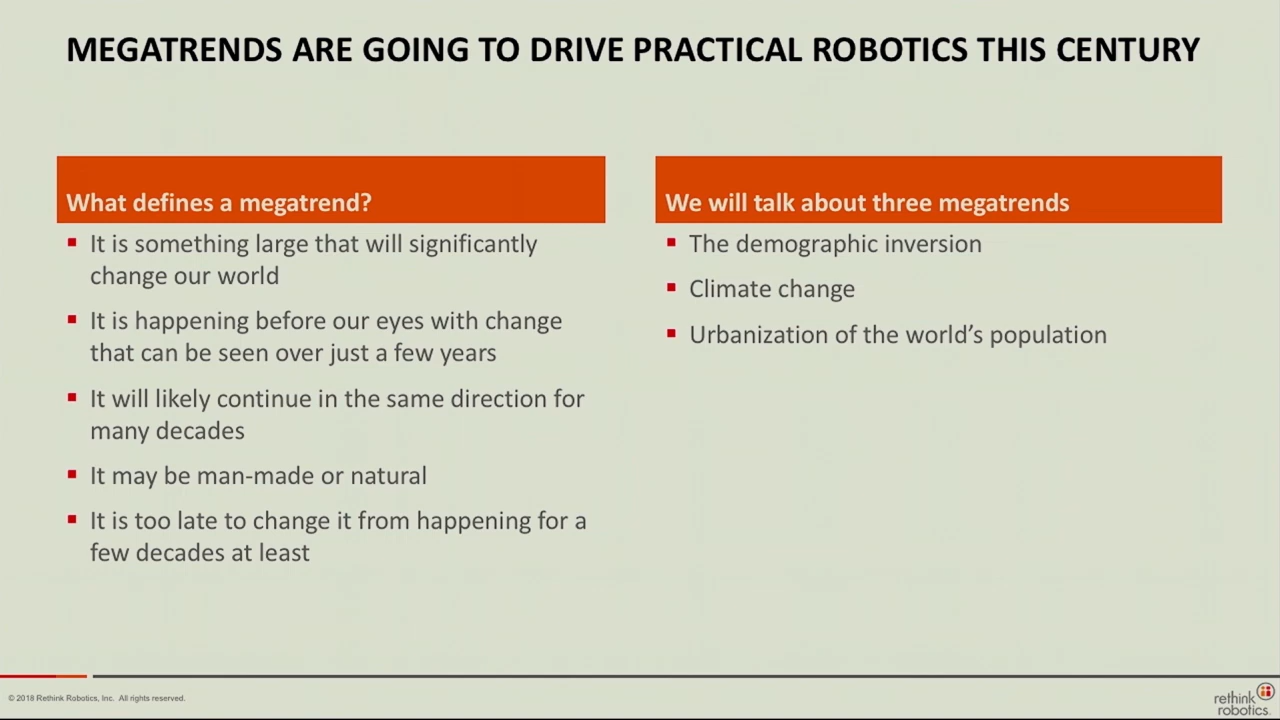 MEGATRENDS ARE GOING TO DRIVE PRACTICAL ROBOTICS THIS CENTURY
What defines a megatrend?
▪ It is something large that will significantly
change our world
▪ It is happening before our eyes with change
that can be seen over just a few years
▪ It will likely continue in the same direction for
many decades
▪ It may be man-made or natural
▪ It is too late to change it from happening for a
few decades at least
We will talk about three megatrends
▪ The demographic inversion
▪ Climate change
▪ Urbanization of the world’s population
© 2018 Rethink Robotics, Inc. All rights reserved.
rethink
robotics.